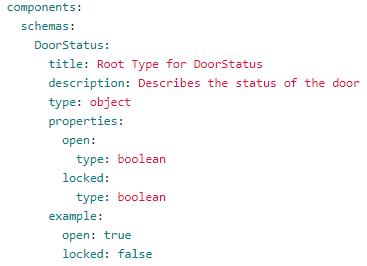 components:
  schemas:
    DoorStatus:
      title: Root Type for DoorStatus
      description: Describes the status of the door
      type: object
      properties:
        open:
          type: boolean
        locked:
          type: boolean
      example:
        open: true
        locked: false